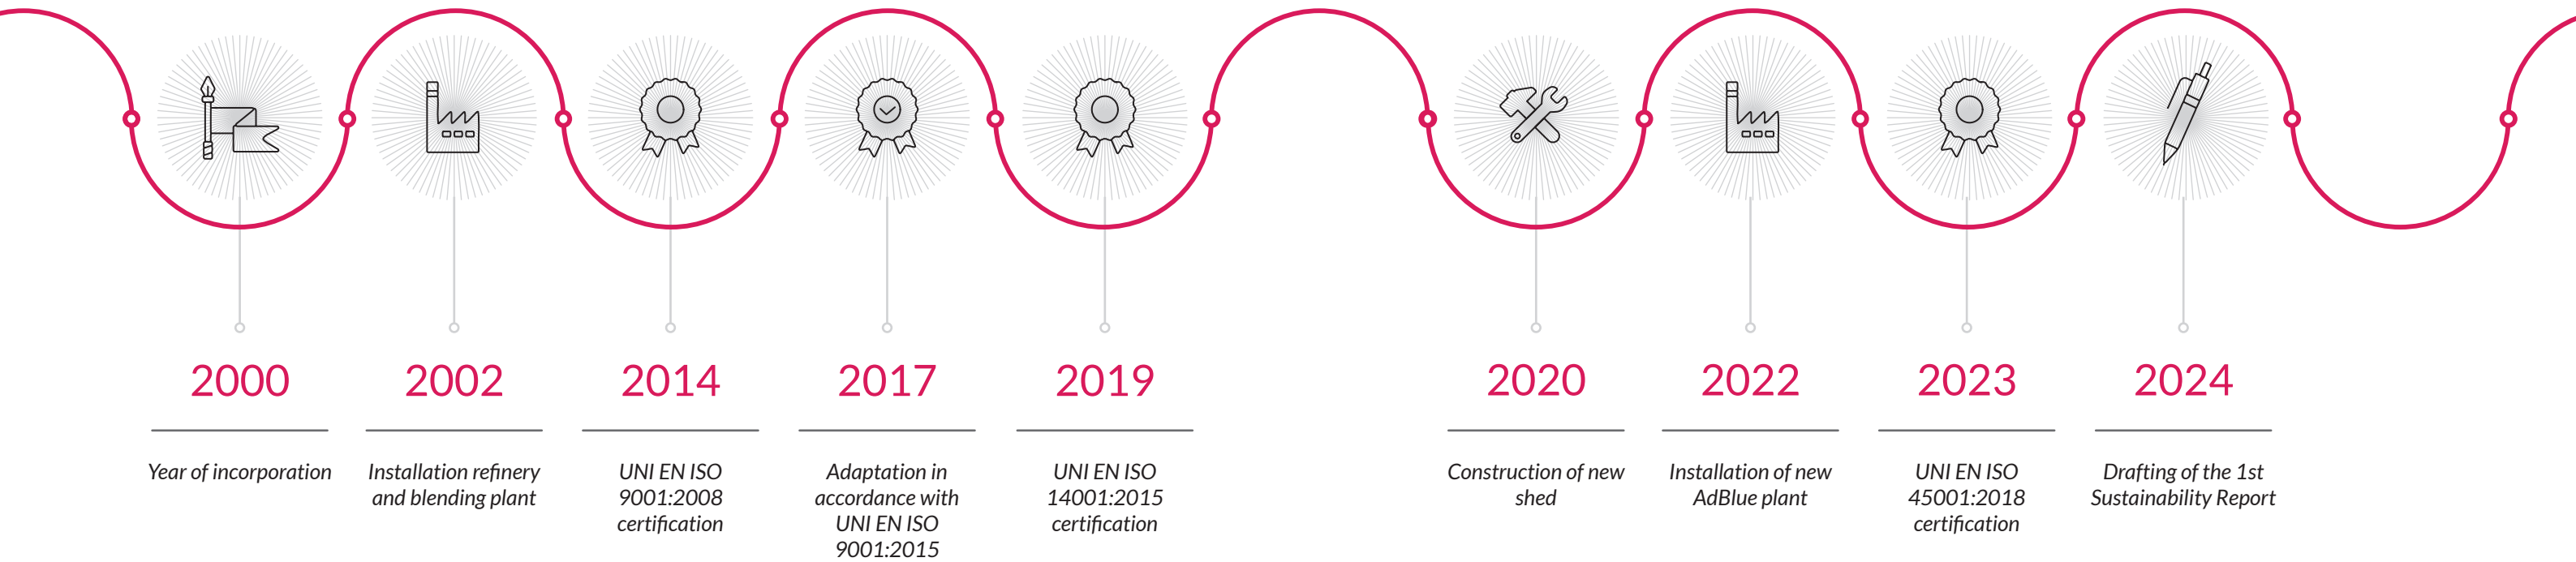 2000
Year of incorporation
2002
Installation refinery
and blending plant
2014
UNI EN ISO
9001:2008
certification
2017
Adaptation in
accordance with
UNI EN ISO
9001:2015
2019
UNI EN ISO
14001:2015
certification
2020
Construction of new
shed
2022
Installation of new
AdBlue plant
2023
UNI EN ISO
45001:2018
certification
2024
Drafting of the 1st
Sustainability Report